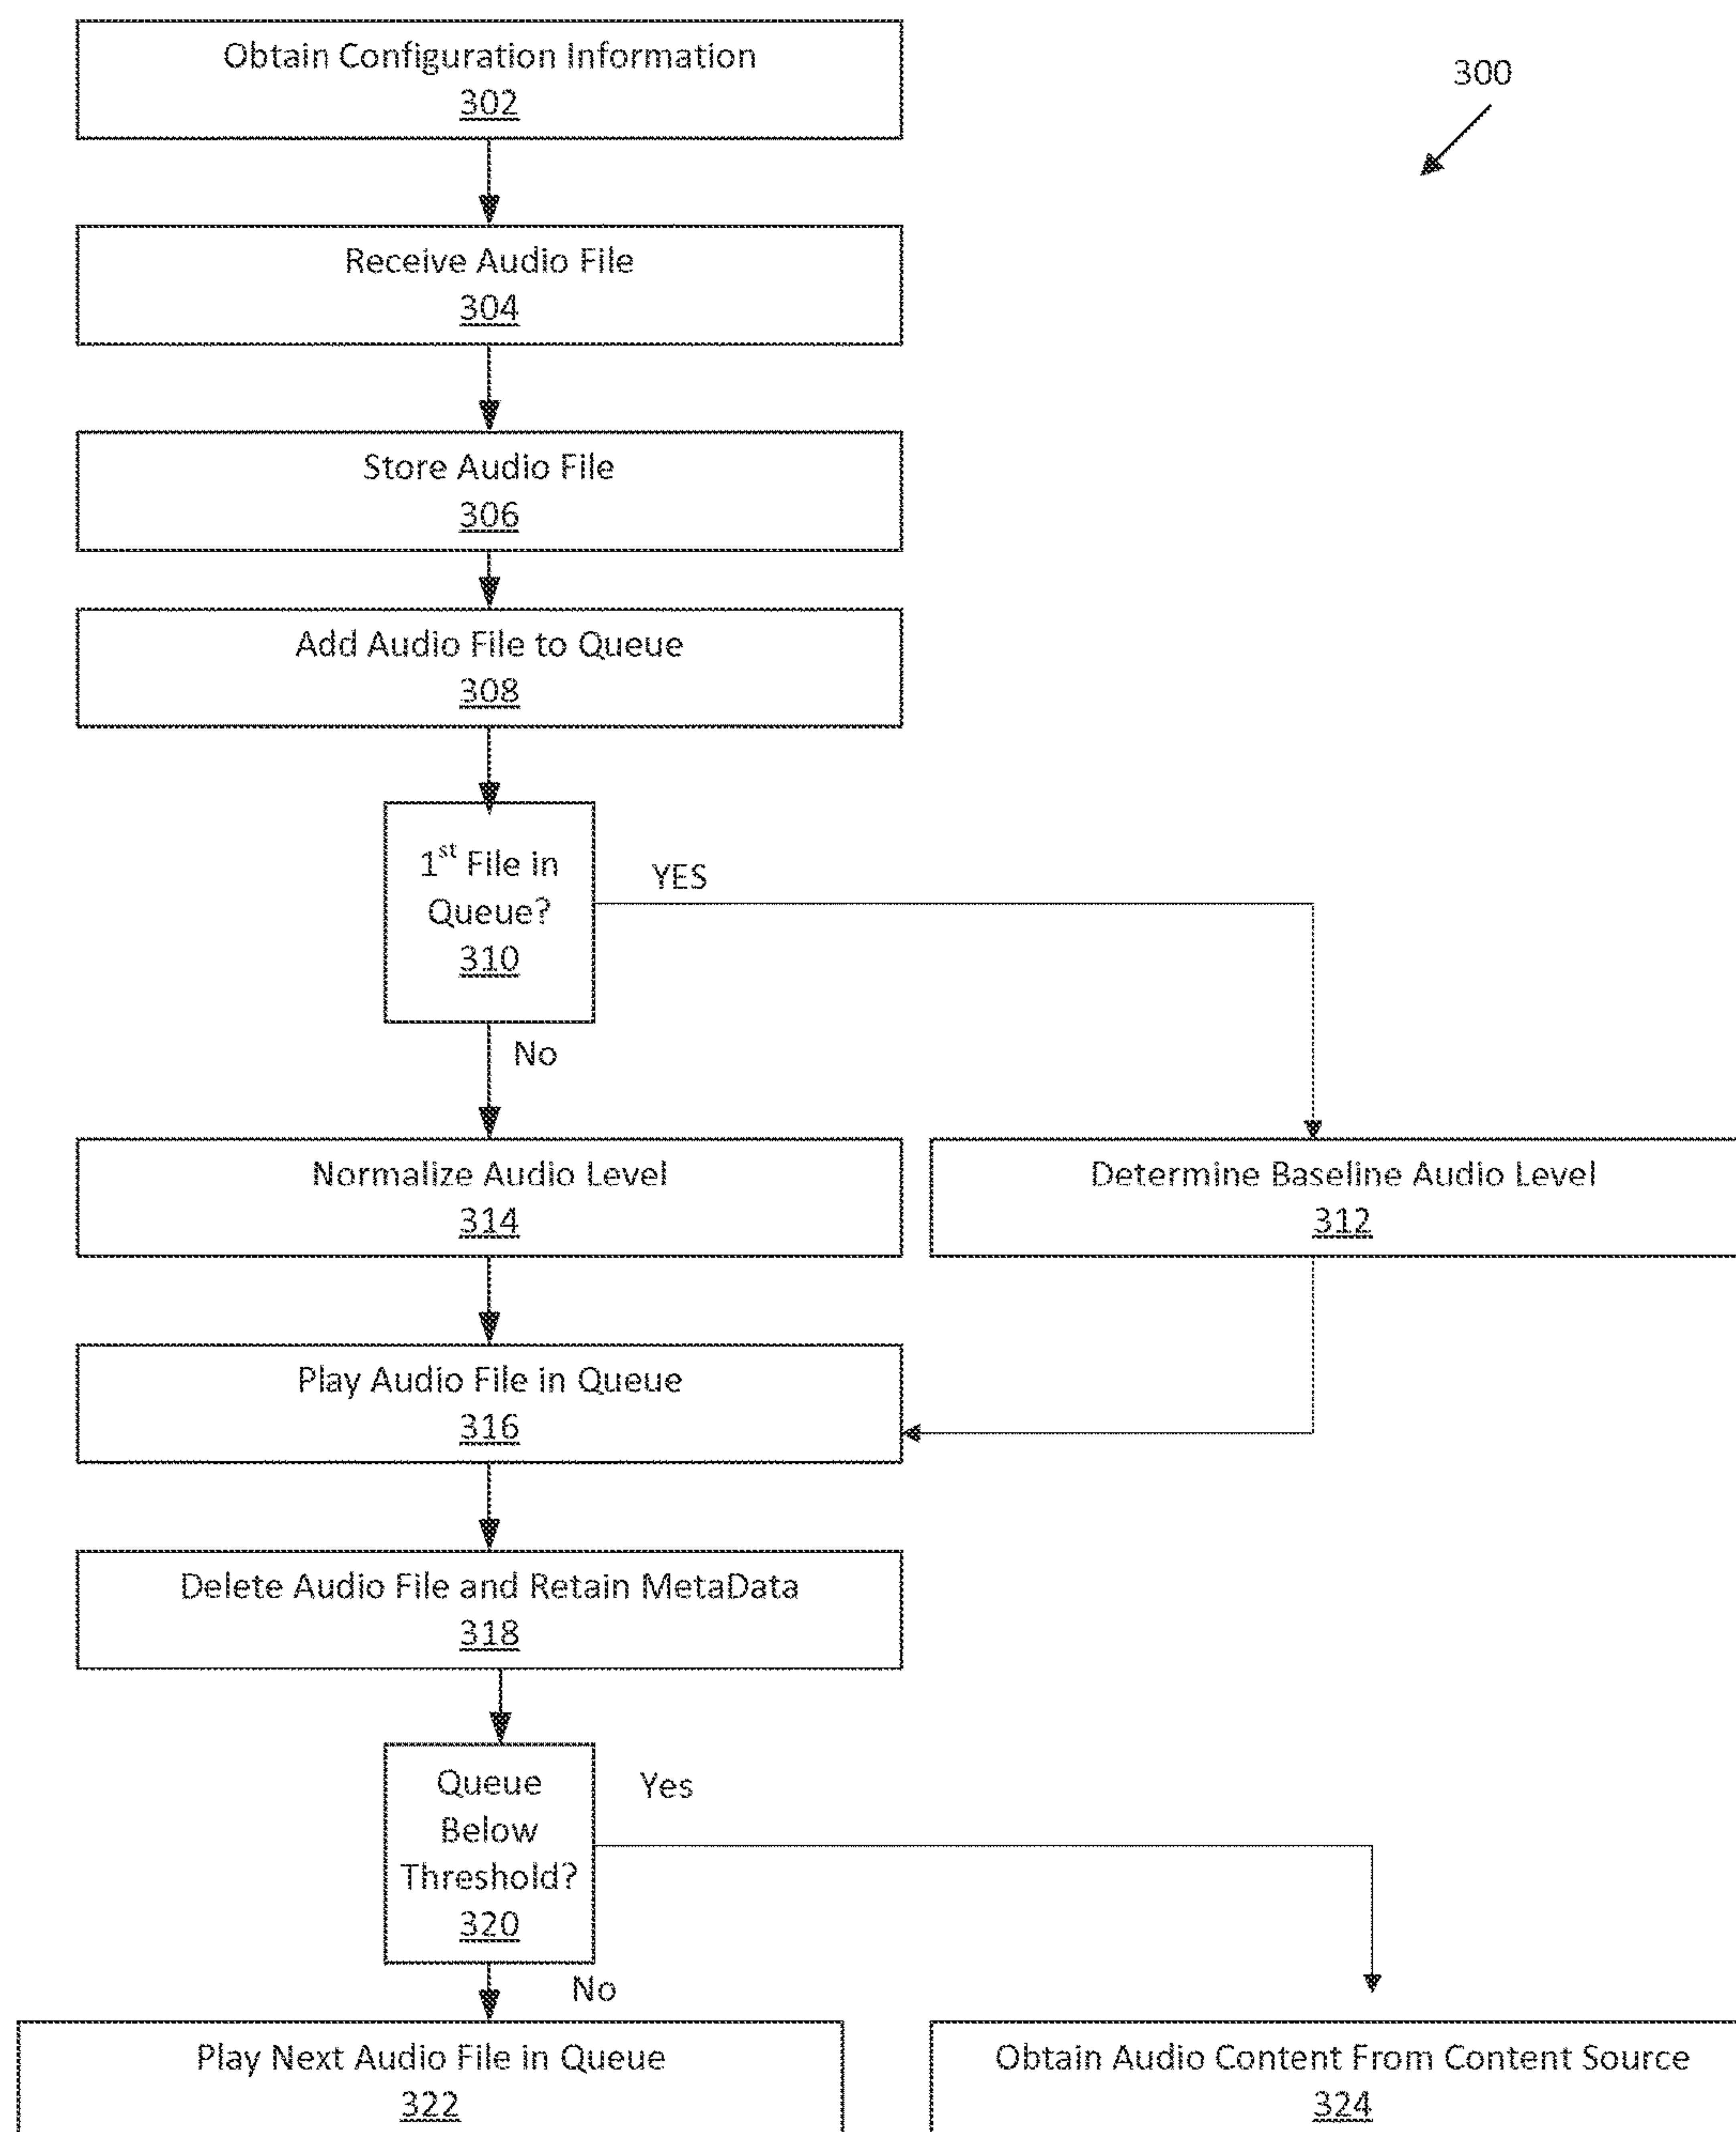 Obtain Configuration Information
302
300
Receive Audio File
304
Store Audio File
306
Add Audio File to Queue
308
1st File in
Queue?
310
YES
No
Normalize Audio Level
314
Determine Baseline Audio Level
312
Play Audio File in Queue
316
Delete Audio File and Retain MetaData
318
Queue
Below
Threshold?
320
Yes
No
Play Next Audio File in Queue
322
Obtain Audio Content From Content Source
324